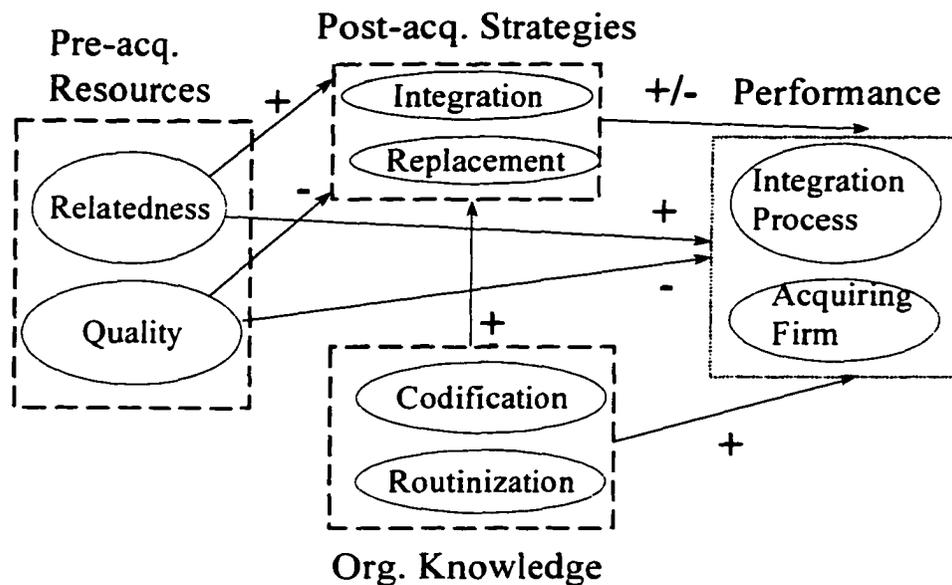 Pre-acq.
Resources
Post-acq. Strategies
+
Integration
Replacement
-
+/-
Performance
Relatedness
Quality
+
-
Integration
Process
Acquiring
Firm
+
Codification
Routinization
+
Org. Knowledge